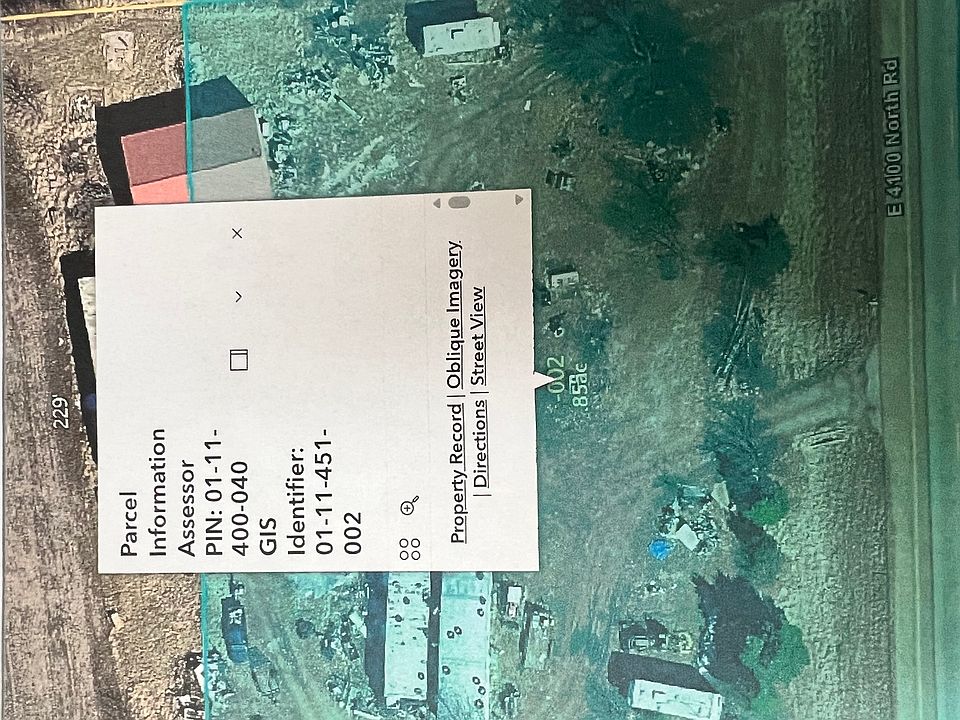 229'
Parcel
Information
Assessor
PIN: 01-11-
400-040
GIS
Identifier:
01-11-451-
002
Property Record | Oblique Imagery
| Directions | Street View
-002
.85ac
E 4100 North Rd